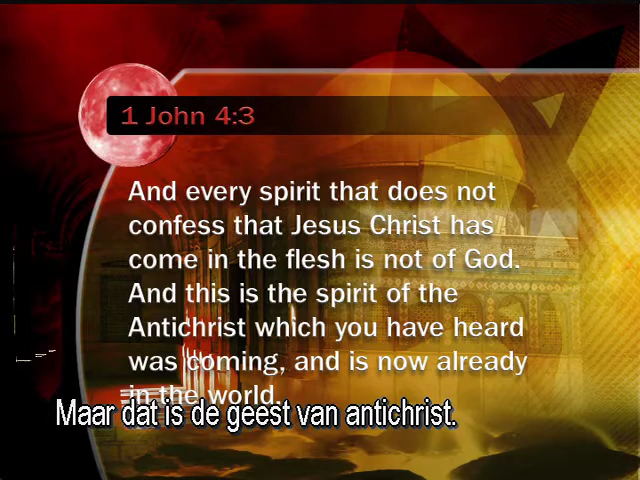 1 John 4:3
And every spirit that does not
confess that Jesus Christ has
come in the flesh is not of God.
And this is the spirit of the
Antichrist which you have heard
was coming, and is now already
in the world.
Maar dat is de geest van antichrist.